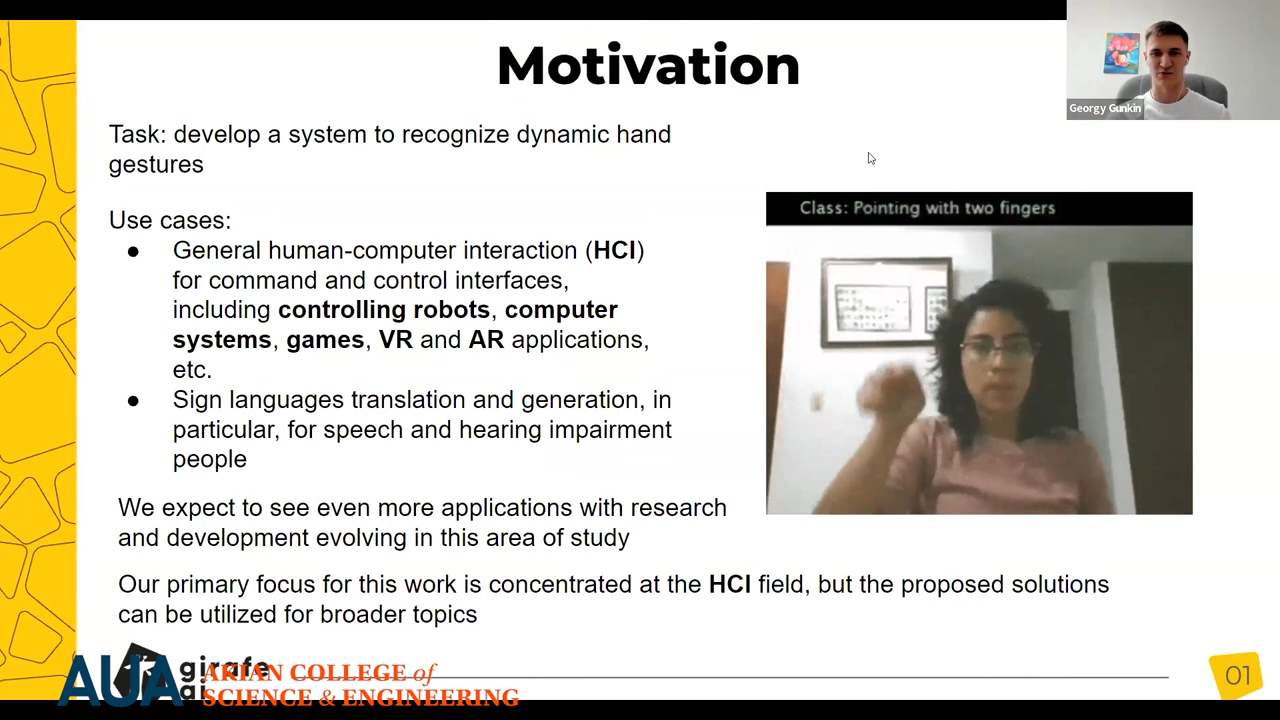 Motivation
Georgy Gunkin
Task: develop a system to recognize dynamic hand
gestures
Class: Pointing with two fingers
Use cases:
● General human-computer interaction (HCI)
for command and control interfaces,
including controlling robots, computer
systems, games, VR and AR applications,
etc.
● Sign languages translation and generation, in
particular, for speech and hearing impairment
people
We expect to see even more applications with research
and development evolving in this area of study
Our primary focus for this work is concentrated at the HCI field, but the proposed solutions
can be utilized for broader topics
girafe
ai
AUA
AKIAN COLLEGE of
SCIENCE & ENGINEERING
01